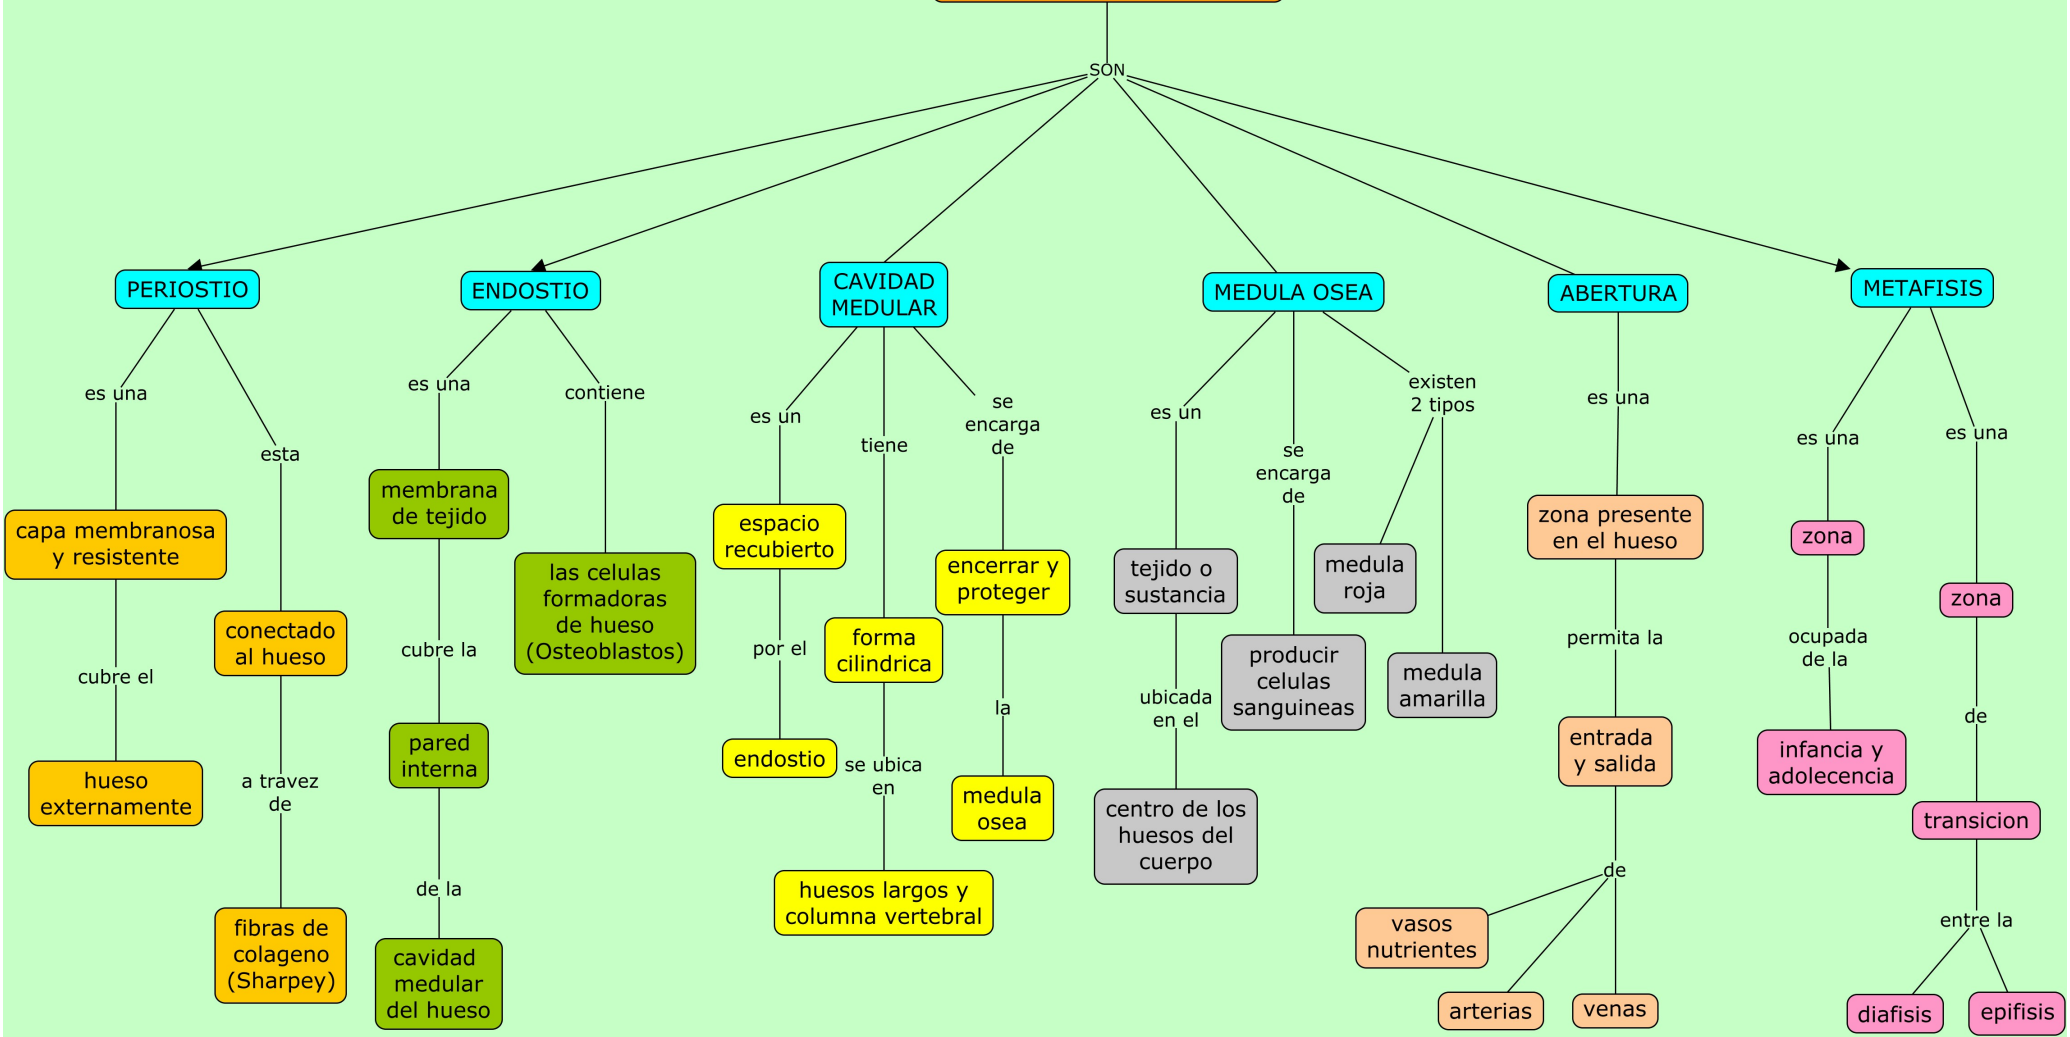 SON
PERIOSTIO
es una
capa membranosa
y resistente
cubre el
hueso
externamente
esta
conectado
al hueso
a travez
de
fibras de
colageno
(Sharpey)
ENDOSTIO
es una
membrana
de tejido
cubre la
pared
interna
de la
cavidad
medular
del hueso
contiene
las celulas
formadoras
de hueso
(Osteoblastos)
CAVIDAD
MEDULAR
es un
espacio
recubierto
por el
endostio
tiene
forma
cilindrica
se ubica
en
huesos largos y
columna vertebral
se
encarga
de
encerrar y
proteger
la
medula
osea
MEDULA OSEA
es un
tejido o
sustancia
ubicada
en el
centro de los
huesos del
cuerpo
se
encarga
de
producir
celulas
sanguineas
existen
2 tipos
medula
roja
medula
amarilla
ABERTURA
es una
zona presente
en el hueso
permita la
entrada
y salida
de
vasos
nutrientes
arterias
venas
METAFISIS
es una
zona
ocupada
de la
infancia y
adolecencia
es una
zona
de
transicion
entre la
diafisis
epifisis